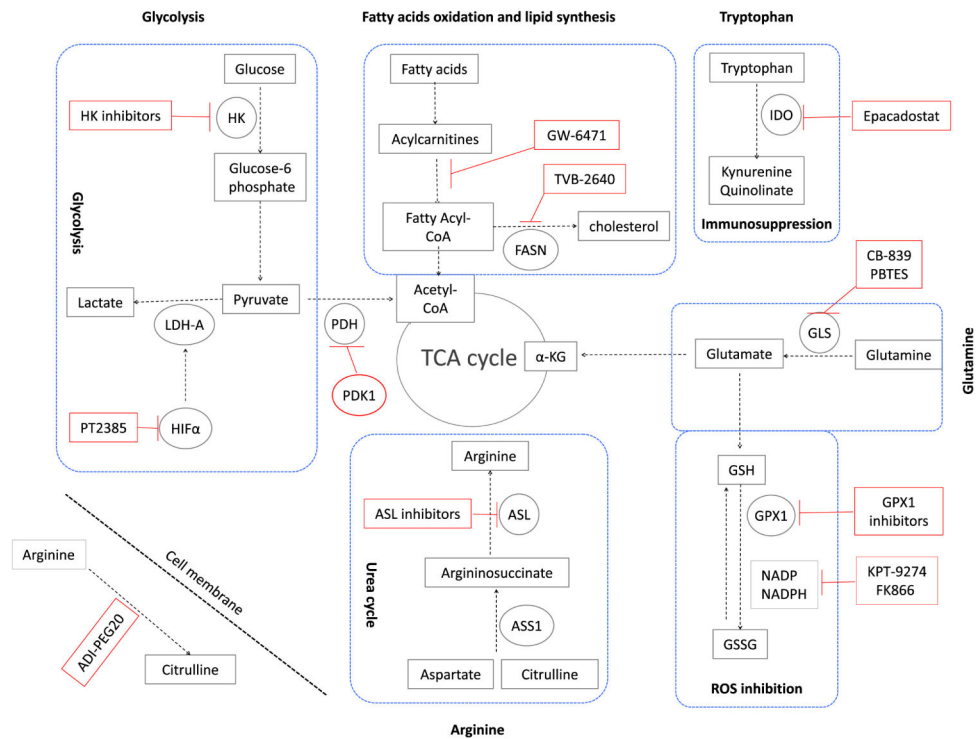 Glycolysis
Fatty acids oxidation and lipid synthesis
Tryptophan
Glucose
HK inhibitors
HK
Glucose-6
phosphate
Glycolysis
Lactate
Pyruvate
LDH-A
PT2385
HIFα
Fatty acids
Acylcarnitines
GW-6471
TVB-2640
Fatty Acyl-
CoA
cholesterol
FASN
Acetyl-
CoA
PDH
PDK1
TCA cycle
α-KG
Tryptophan
IDO
Epacadostat
Kynurenine
Quinolinate
Immunosuppression
CB-839
PBTES
GLS
Glutamate
Glutamine
Glutamine
Arginine
ASL inhibitors
ASL
Argininosuccinate
Urea cycle
ASS1
Aspartate
Citrulline
Arginine
GSH
GPX1
GPX1
inhibitors
NADP
NADPH
KPT-9274
FK866
GSSG
ROS inhibition
Arginine
Cell membrane
ADI-PEG20
Citrulline